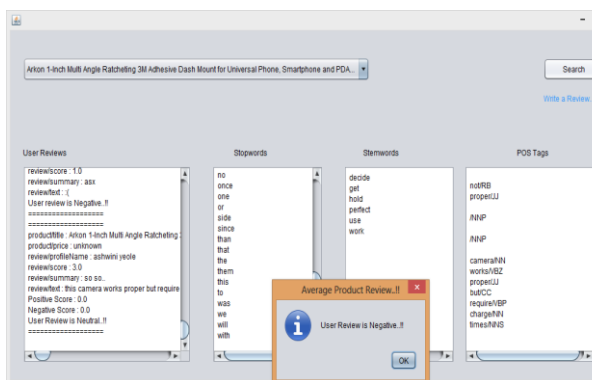 Arkon 1-Inch Multi Angle Ratcheting 3M Adhesive Dash Mount for Universal Phone, Smartphone and PDA...
Search
Write a Review..
User Reviews
Stopwords
Stemwords
POS Tags
review/score : 1.0
review/summary : asx
review/text : :(
User review is Negative..!!
===================
===================
product/title : Arkon 1-Inch Multi Angle Ratcheting
product/price : unknown
review/profileName : ashwini yeole
review/score : 3.0
review/summary : so so..
review/text : this camera works proper but require
Positive Score : 0.0
Negative Score : 0.0
User Review is Neutral..!!
===================
no
once
one
or
side
since
than
that
the
them
this
to
was
we
will
with
decide
get
hold
perfect
use
work
not/RB
proper/JJ
/NNP
/NNP
camera/NN
works/VBZ
proper/JJ
but/CC
require/VBP
charge/NN
times/NNS
Average Product Review..!!
User Review is Negative..!!
OK